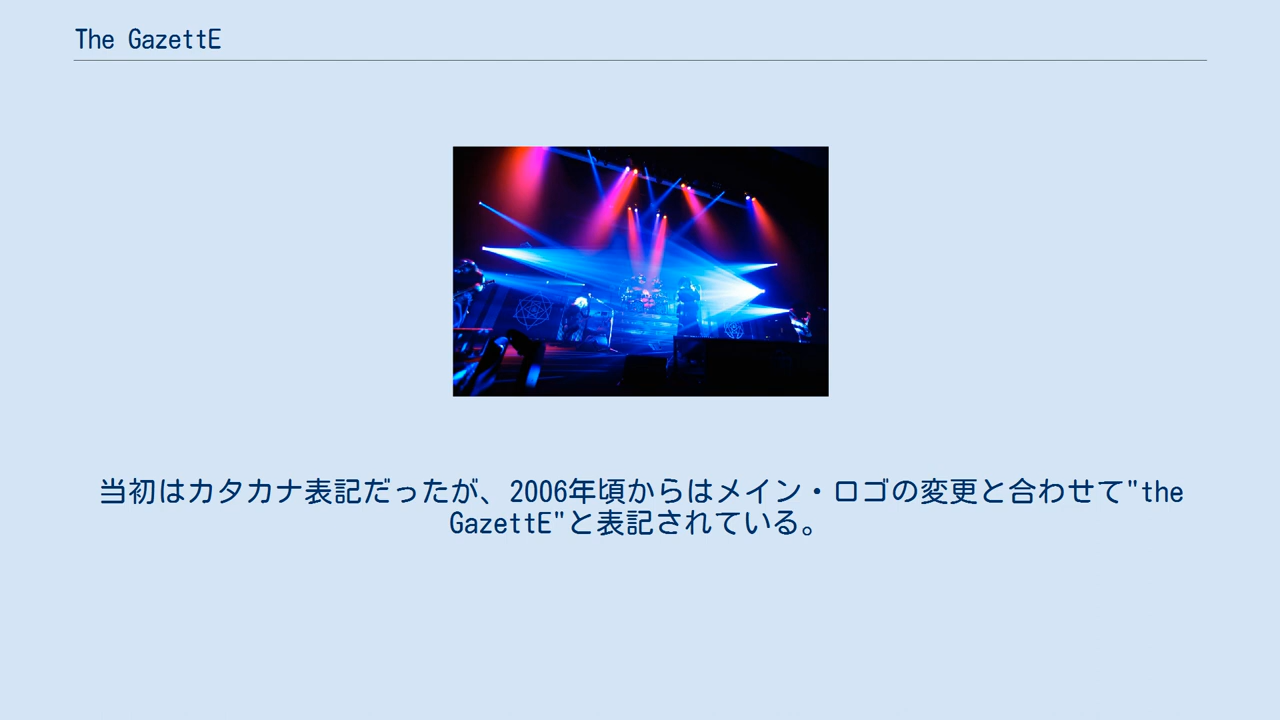 The GazettE
当初はカタカナ表記だったが、2006年頃からはメイン・ロゴの変更と合わせて"the
GazettE"と表記されている。